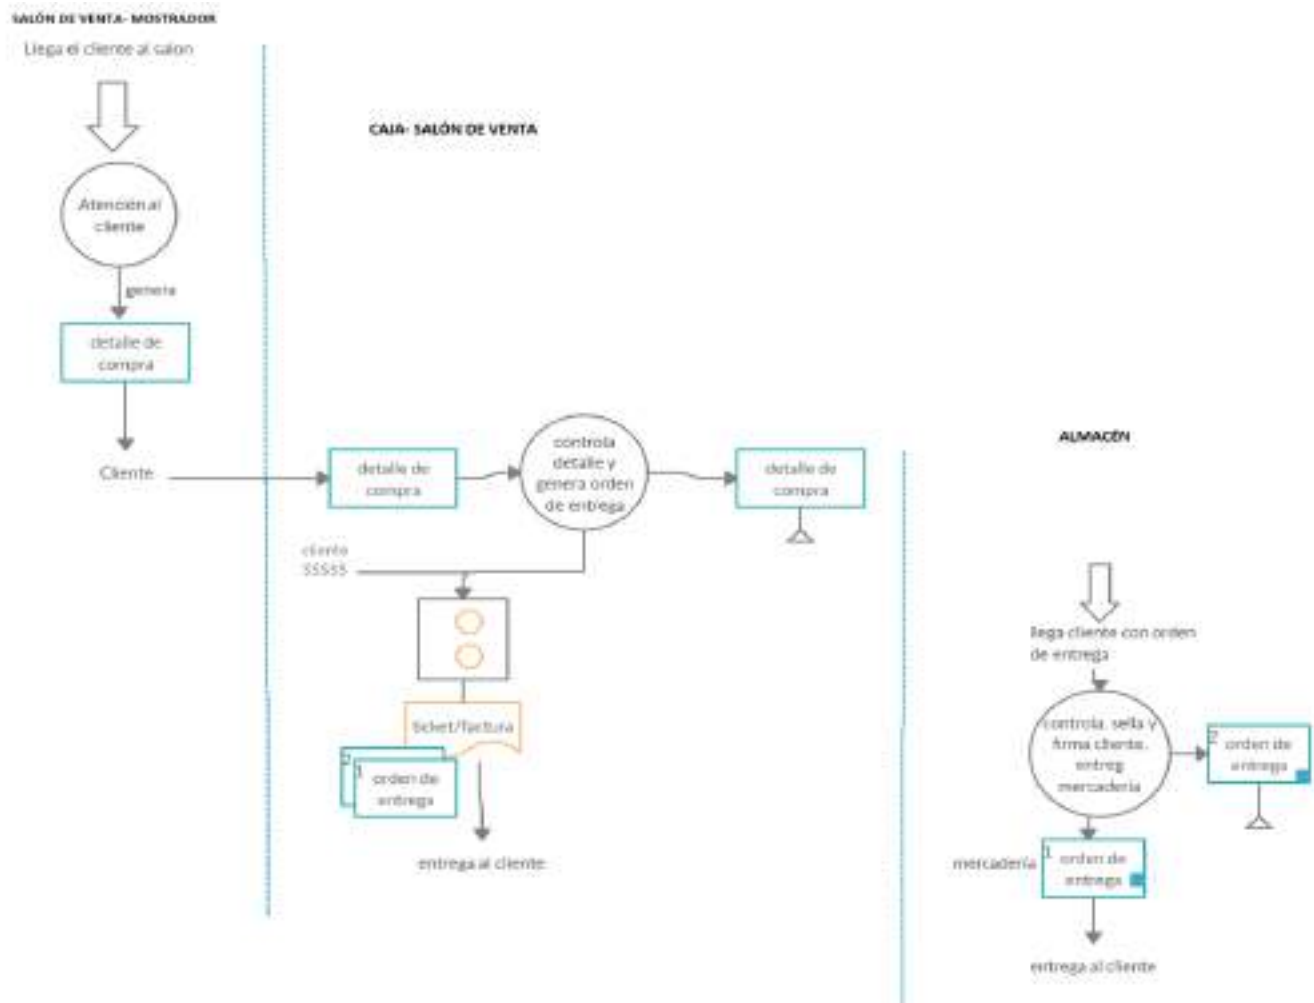 SALÓN DE VENTA- MOSTRADOR
Llega el cliente al salon
Atención al
cliente
genera
detalle de
compra
Cliente
CAJA- SALÓN DE VENTA
detalle de
compra
controla
detalle y
genera orden
de entrega
detalle de
compra
cliente
$$$$$
ticket/factura
2
1
orden de
entrega
entrega al cliente
ALMACÉN
llega cliente con orden
de entrega
controla, sella y
firma cliente.
entreg
mercadería
2
orden de
entrega
mercadería
1
orden de
entrega
entrega al cliente